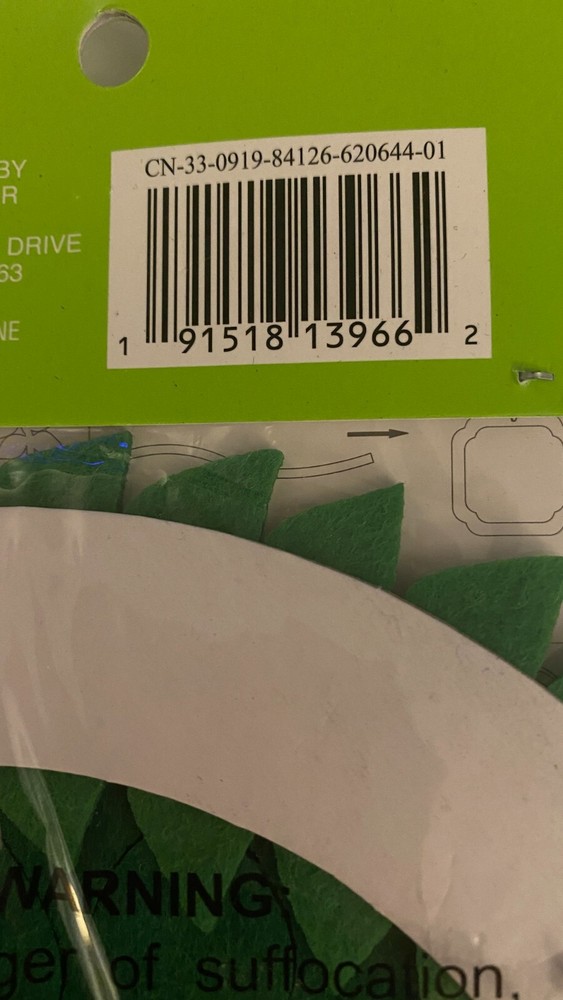 CN-33-0919-84126-620644-01
BY
R
DRIVE
63
NE
1 91518 13966 2
WARNING:
ger of suffocation.